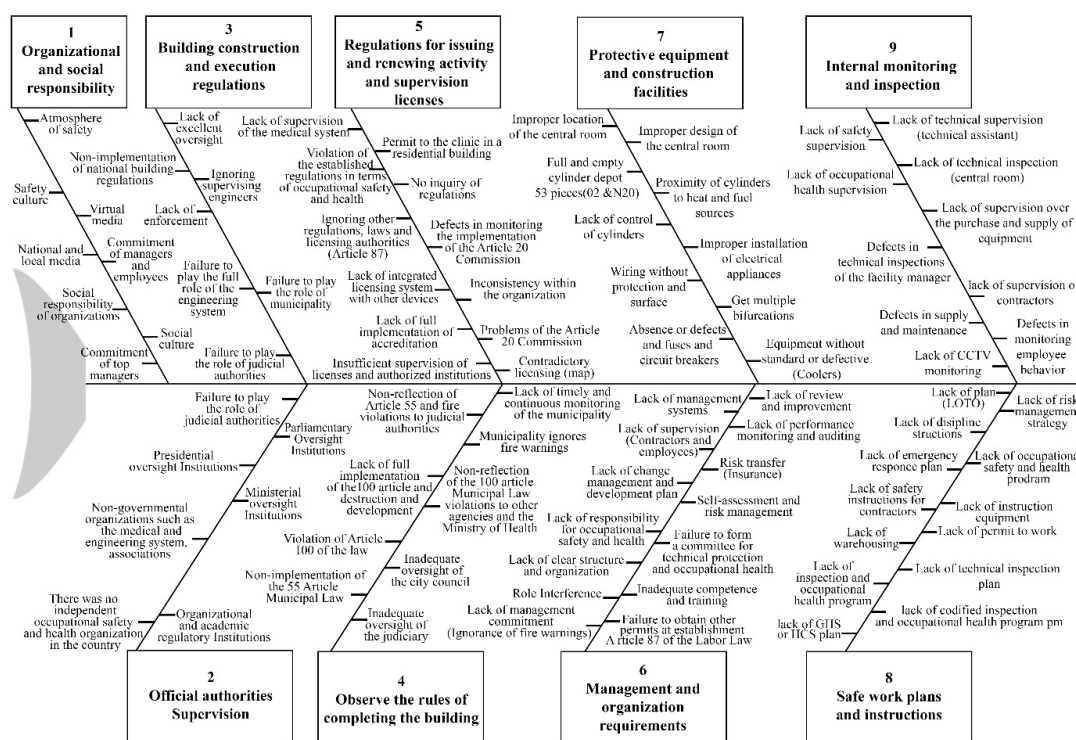 1
Organizational
and social
responsibility
Atmosphere
of safety
Safety
culture
Virtual
media
National and
local media
Commitment
of managers
and
employees
Social
responsibility
of organizations
Social
culture
Commitment
of top
managers
3
Building construction
and execution
regulations
Lack of
excellent
oversight
Non-implementation
of national building
regulations
Ignoring
supervising
engineers
Lack of
enforcement
Failure to
play the full
role of the
engineering
system
Failure to play
the role of
municipality
Failure to play
the role of judicial
authorities
5
Regulations for issuing
and renewing activity
and supervision
licenses
Lack of supervision
of the medical system
Permit to the clinic in a
residential building
Violation of
the established
regulations in terms
of occupational safety
and health
No inquiry of
regulations
Ignoring other
regulations, laws and
licensing authorities
(Article 87)
Defects in monitoring
the implementation
of the Article 20
Commission
Lack of integrated
licensing system
with other devices
Inconsistency within
the organization
Lack of full
implementation of
accreditation
Problems of the Article
20 Commission
Insufficient supervision of
licenses and authorized institutions
Contradictory
licensing (map)
7
Protective equipment
and construction
facilities
Improper location
of the central room
Improper design of
the central room
Full and empty
cylinder depot
53 pieces(02 &N20)
Proximity of cylinders
to heat and fuel
sources
Lack of control
of cylinders
Improper installation
of electrical
appliances
Wiring without
protection and
surface
Get multiple
bifurcations
Absence or defects
and fuses and
circuit breakers
Equipment without
standard or defective
(Coolers)
9
Internal monitoring
and inspection
Lack of technical supervision
(technical assistant)
Lack of safety
supervision
Lack of technical inspection
(central room)
Lack of occupational
health supervision
Lack of supervision over
the purchase and supply of
equipment
Defects in
technical inspections
of the facility manager
lack of supervision of
contractors
Defects in supply
and maintenance
Defects in
monitoring
employee
behavior
Lack of CCTV
monitoring
Failure to play
the role of
judicial authorities
Parliamentary
Oversight
Institutions
Presidential
oversight Institutions
Ministerial
oversight
Institutions
Non-governmental
organizations such as
the medical and
engineering system,
associations
There was no
independent
occupational safety
and health organization
in the country
Organizational
and academic
regulatory Institutions
2
Official authorities
Supervision
Non-reflection of
Article 55 and fire
violations to judicial
authorities
Lack of timely and
continuous monitoring
of the municipality
Municipality ignores
fire warnings
Lack of full
implementation
of the100 article and
destruction and
development
Non-reflection
of the 100 article
Municipal Law
violations to other
agencies and the
Ministry of Health
Violation of Article
100 of the law
Inadequate
oversight of
the city council
Non-implementation of
the 55 Article
Municipal Law
Inadequate
oversight of
the judiciary
4
Observe the rules of
completing the building
Lack of management
systems
Lack of review
and improvement
Lack of supervision
(Contractors and
employees)
Lack of performance
monitoring and auditing
Risk transfer
(Insurance)
Lack of change
management and
development plan
Self-assessment and
risk management
Lack of responsibility
for occupational
safety and health
Failure to form
a committee for
technical protection
and occupational health
Lack of clear structure
and organization
Role Interference
Inadequate competence
and training
Lack of management
commitment
(Ignorance of fire warnings)
Failure to obtain other
permits at establishment
A rticle 87 of the Labor Law
6
Management and
organization
requirements
Lack of plan
(LOTO)
Lack of risk
management
strategy
Lack of displine
structions
Lack of emergency
responce plan
Lack of occupational
safety and health
prodram
Lack of safety
instructions for
contractors
Lack of instruction
equipment
Lack of
warehousing
Lack of permit to work
Lack of
inspection and
occupational
health program
Lack of technical inspection
plan
lack of codified inspection
and occupational health program pm
lack of GHS
or HCS plan
8
Safe work plans
and instructions